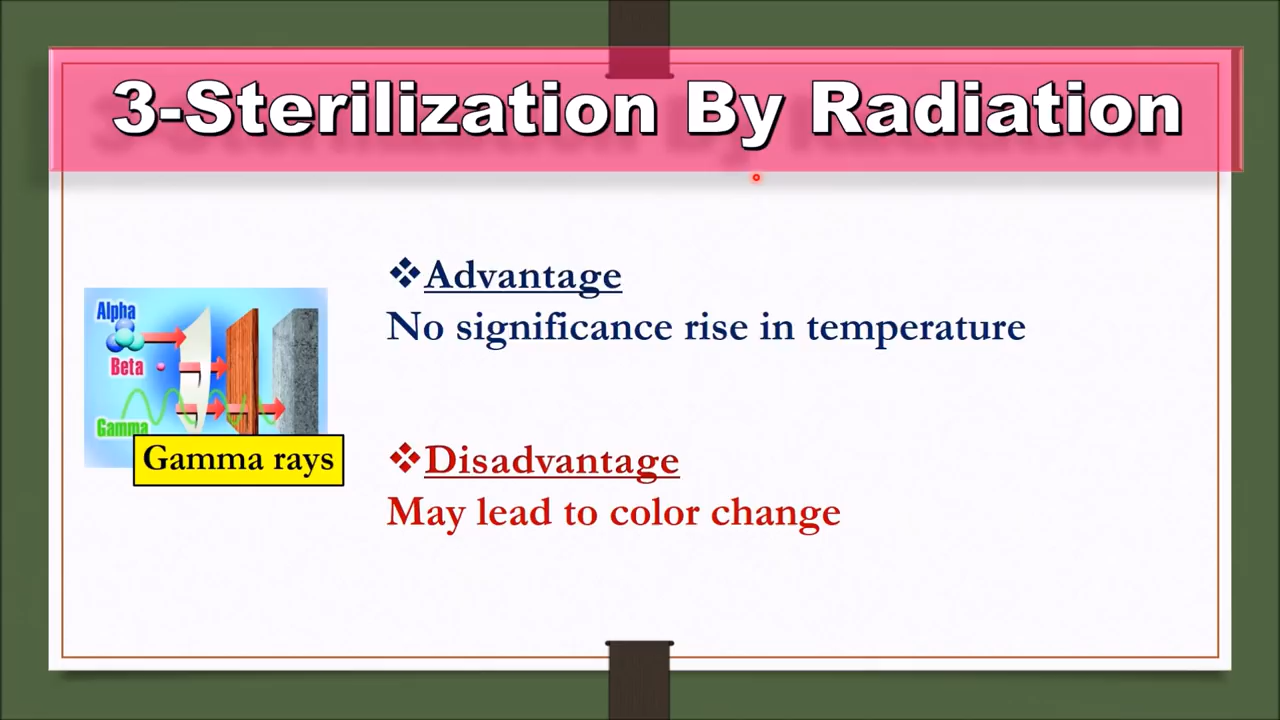 3-Sterilization By Radiation
❖Advantage
No significance rise in temperature
Alpha
Beta
Gamma
Gamma rays
❖Disadvantage
May lead to color change